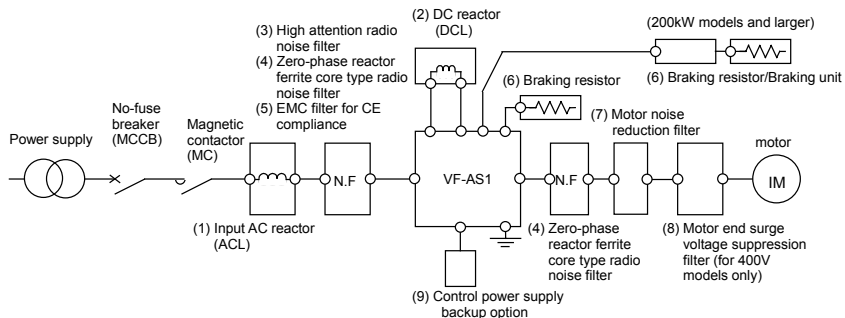 (2) DC reactor
(DCL)
(200kW models and larger)
(3) High attention radio
noise filter
(4) Zero-phase reactor
ferrite core type radio
noise filter
(5) EMC filter for CE
compliance
(6) Braking resistor
(6) Braking resistor/Braking unit
No-fuse
breaker
(MCCB)
Magnetic
contactor
(MC)
Power supply
(7) Motor noise
reduction filter
motor
N.F
VF-AS1
N.F
IM
(1) Input AC reactor
(ACL)
(4) Zero-phase
reactor ferrite
core type radio
noise filter
(8) Motor end surge
voltage suppression
filter (for 400V
models only)
(9) Control power supply
backup option